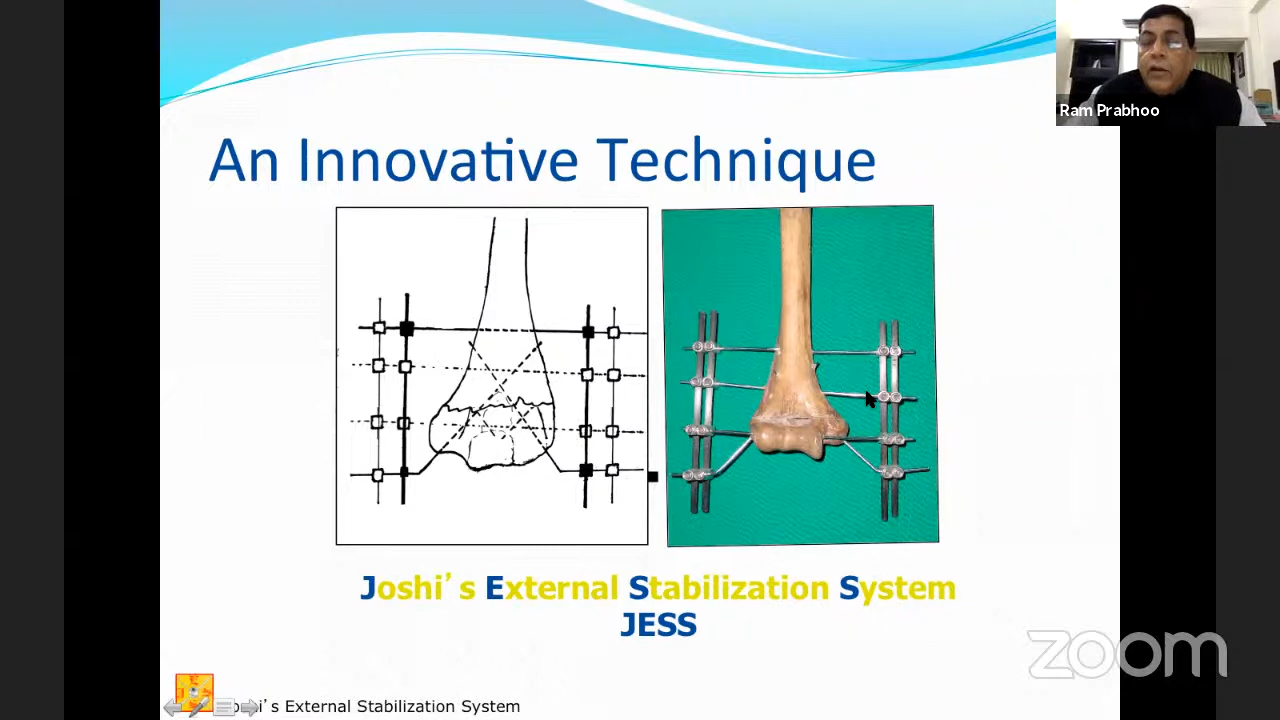 Ram Prabhoo
An Innovative Technique
Joshi's External Stabilization System
JESS
zoom
i's External Stabilization System